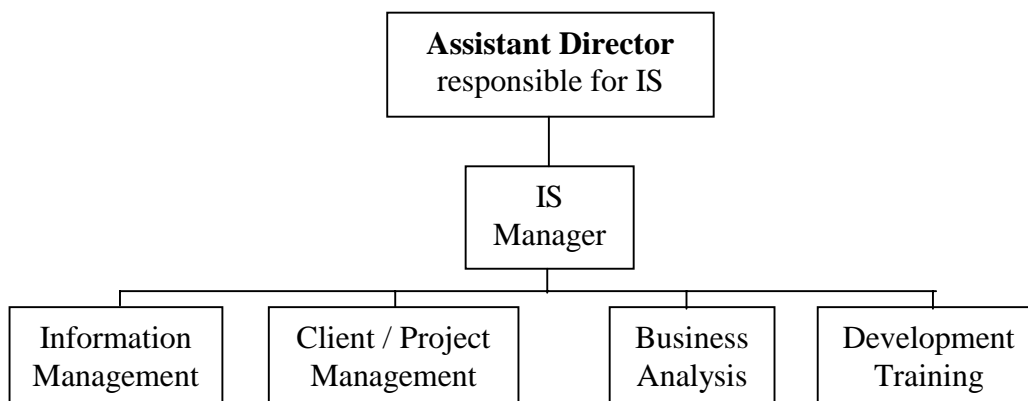 Assistant Director
responsible for IS
IS
Manager
Information
Management
Client / Project
Management
Business
Analysis
Development
Training